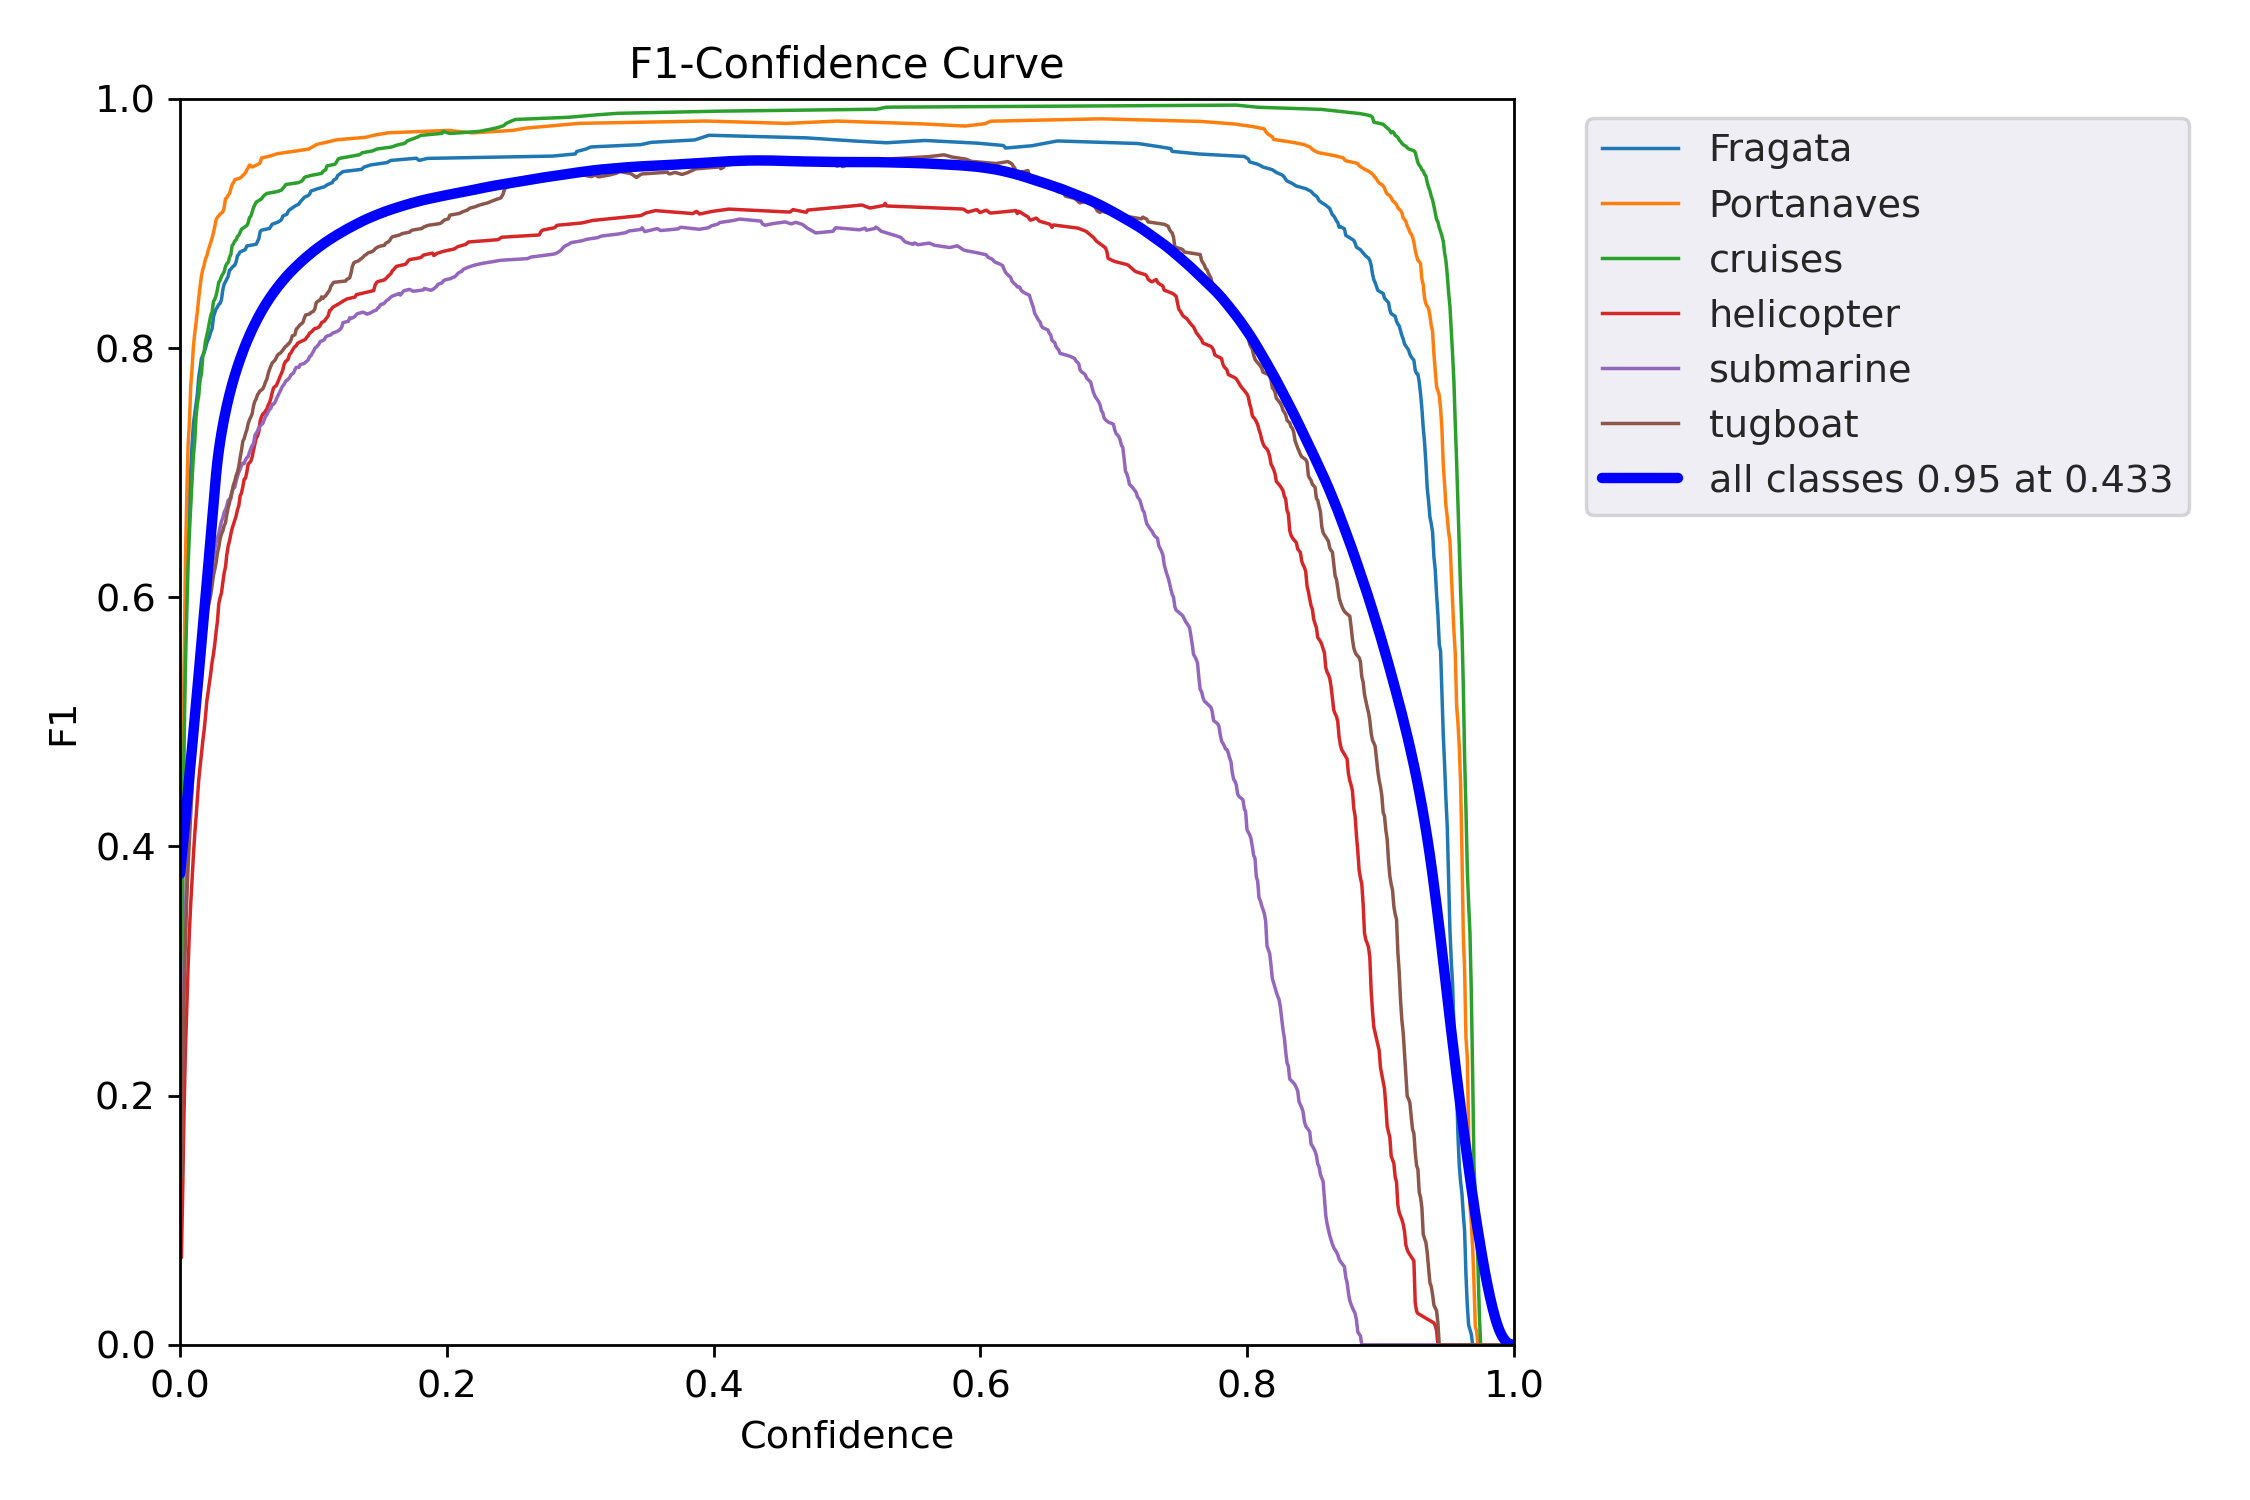 F1-Confidence Curve
1.0
0.8
0.6
0.4
0.2
0.0
F1
0.0 0.2 0.4 0.6 0.8 1.0
Confidence
Fragata
Portanaves
cruises
helicopter
submarine
tugboat
all classes 0.95 at 0.433